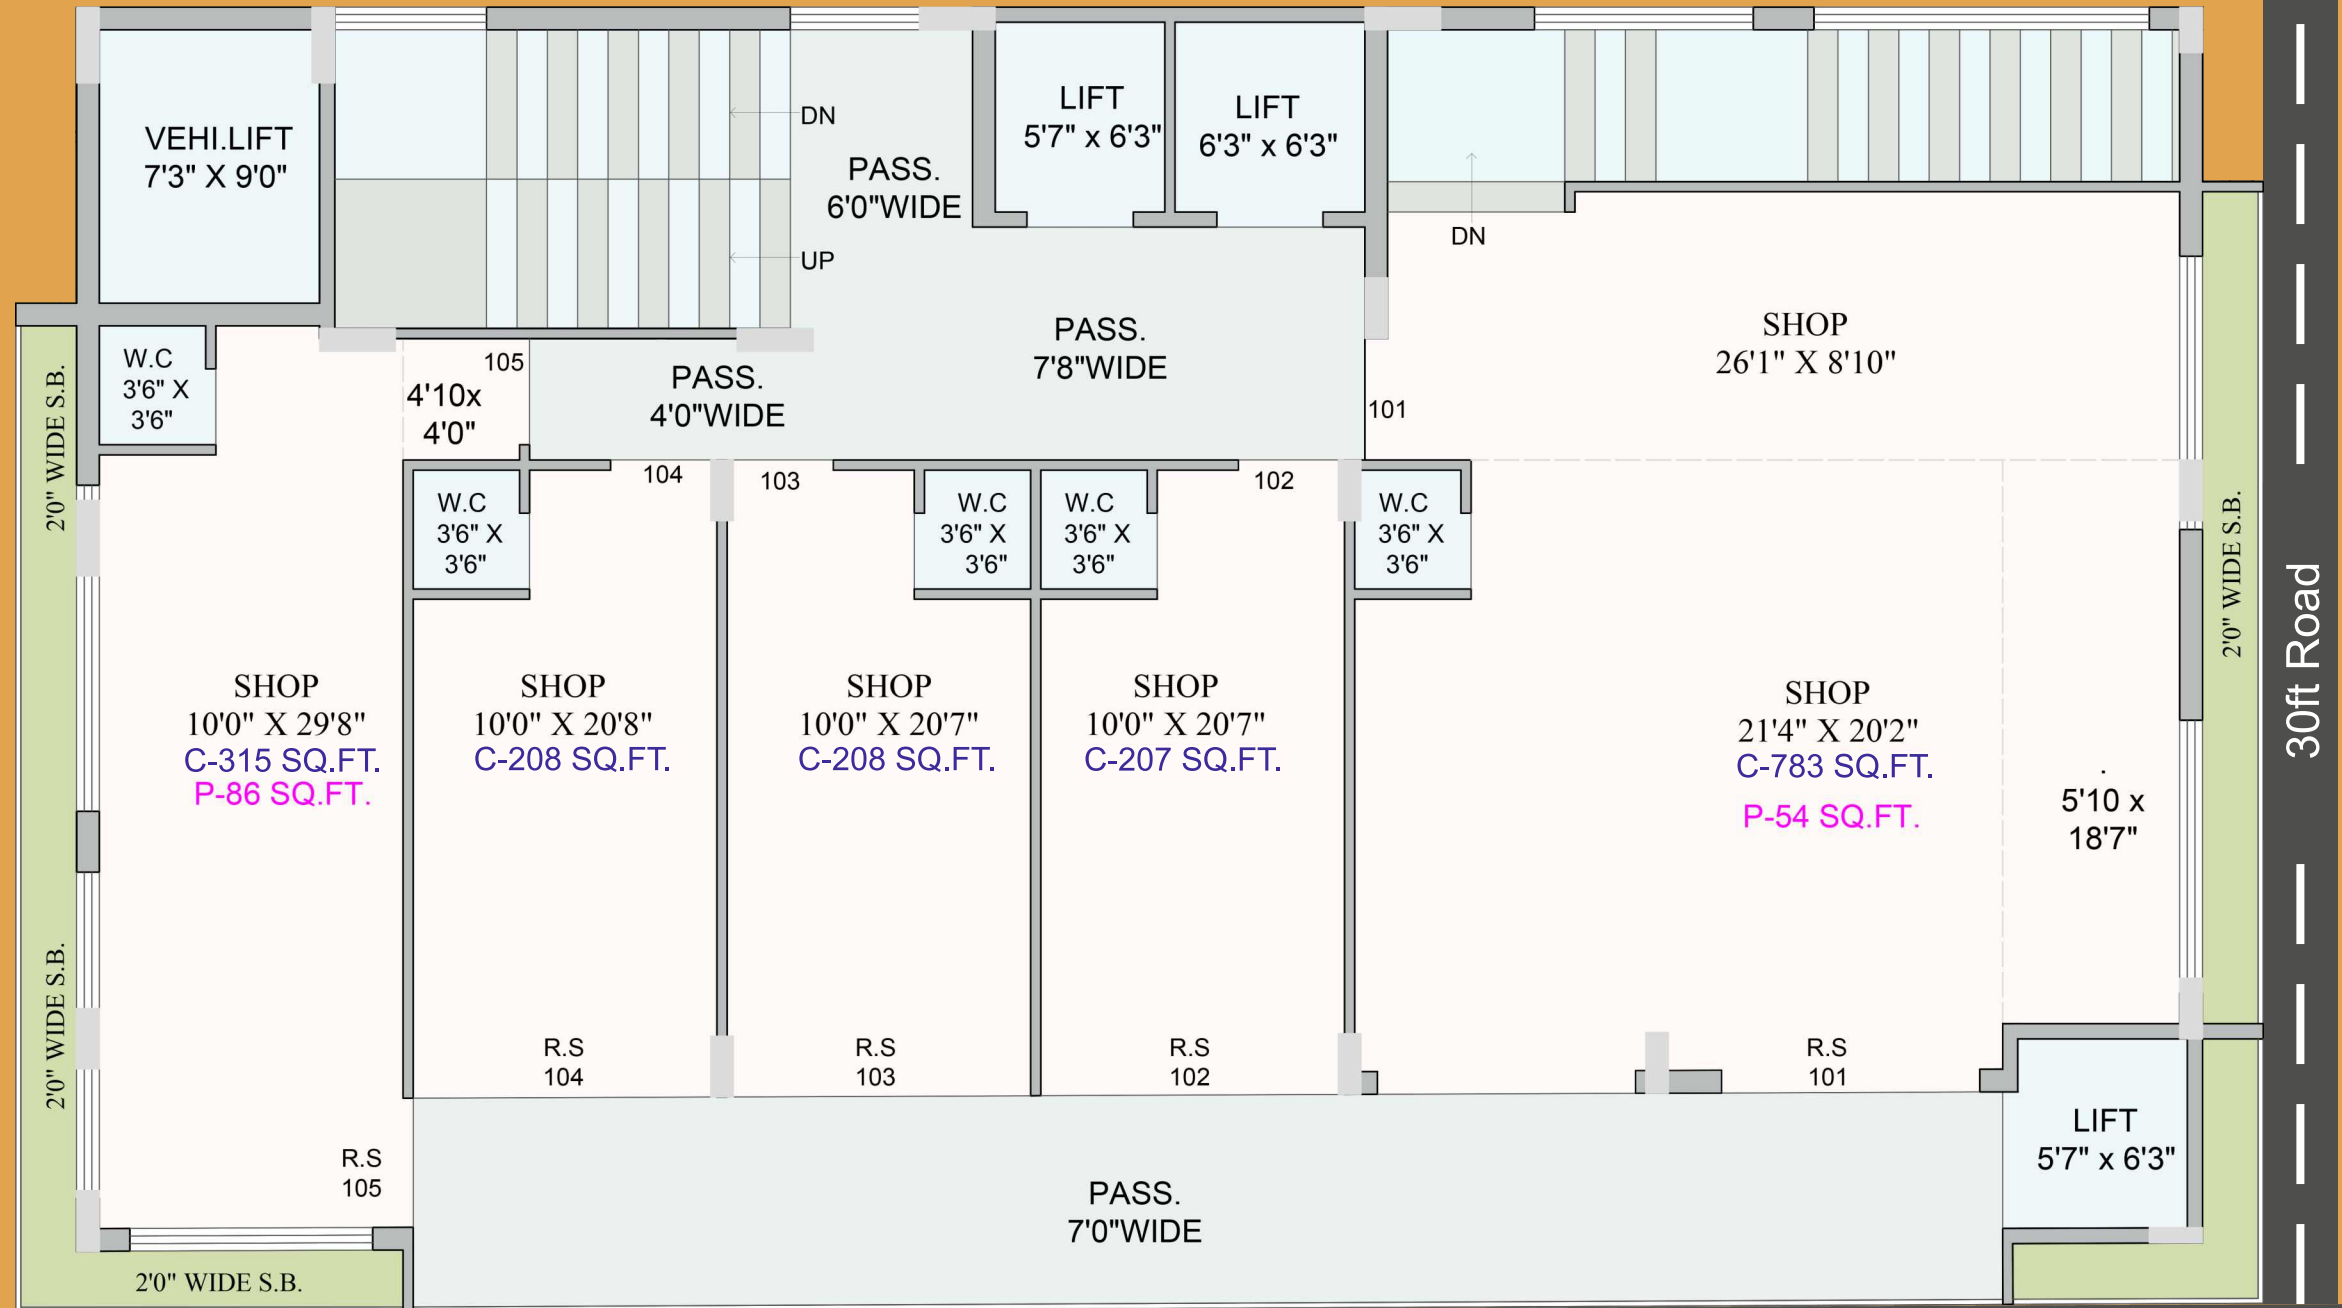 VEHI.LIFT
7'3" X 9'0"
DN
UP
PASS.
6'0"WIDE
LIFT
5'7" x 6'3"
LIFT
6'3" x 6'3"
DN
W.C
3'6" X
3'6"
105
4'10x
4'0"
PASS.
4'0"WIDE
PASS.
7'8"WIDE
101
SHOP
26'1" X 8'10"
2'0" WIDE S.B.
104
103
102
W.C
3'6" X
3'6"
W.C
3'6" X
3'6"
W.C
3'6" X
3'6"
W.C
3'6" X
3'6"
2'0" WIDE S.B.
30ft Road
SHOP
10'0" X 29'8"
C-315 SQ.FT.
P-86 SQ.FT.
SHOP
10'0" X 20'8"
C-208 SQ.FT.
SHOP
10'0" X 20'7"
C-208 SQ.FT.
SHOP
10'0" X 20'7"
C-207 SQ.FT.
SHOP
21'4" X 20'2"
C-783 SQ.FT.
P-54 SQ.FT.
.
5'10 x
18'7"
2'0" WIDE S.B.
R.S
104
R.S
103
R.S
102
R.S
101
R.S
105
LIFT
5'7" x 6'3"
PASS.
7'0"WIDE
2'0" WIDE S.B.